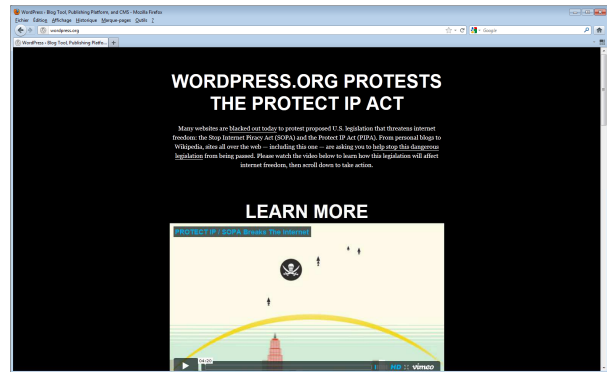 WordPress › Blog Tool, Publishing Platform, and CMS - Mozilla Firefox
Fichier Édition Affichage Historique Marque-pages Outils ?
wordpress.org
Google
WordPress › Blog Tool, Publishing Platfo...
WORDPRESS.ORG PROTESTS
THE PROTECT IP ACT
Many websites are blacked out today to protest proposed U.S. legislation that threatens internet
freedom: the Stop Internet Piracy Act (SOPA) and the Protect IP Act (PIPA). From personal blogs to
Wikipedia, sites all over the web — including this one — are asking you to help stop this dangerous
legislation from being passed. Please watch the video below to learn how this legislation will affect
internet freedom, then scroll down to take action.
LEARN MORE
PROTECT IP / SOPA Breaks The Internet
04:20
HD vimeo